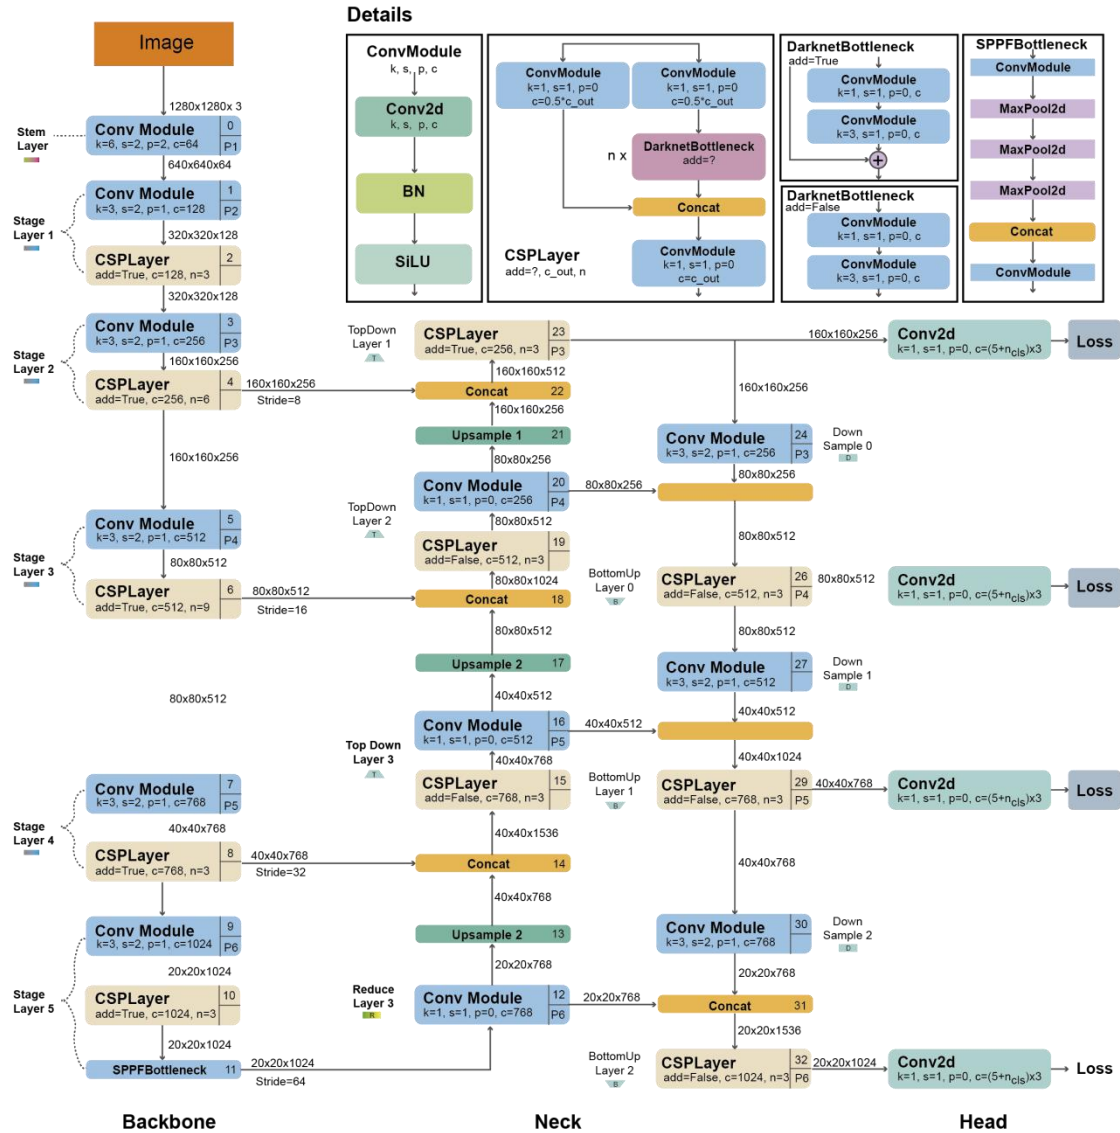 Details
Image
1280x1280x 3
Stem
Layer
Conv Module
k=6, s=2, p=2, c=64
0
P1
640x640x64
Stage
Layer 1
Conv Module
k=3, s=2, p=1, c=128
1
P2
320x320x128
CSPLayer
add=True, c=128, n=3
2
320x320x128
Stage
Layer 2
Conv Module
k=3, s=2, p=1, c=256
3
P3
160x160x256
CSPLayer
add=True, c=256, n=6
4
160x160x256
Stride=8
160x160x256
Stage
Layer 3
Conv Module
k=3, s=2, p=1, c=512
5
P4
80x80x512
CSPLayer
add=True, c=512, n=9
6
80x80x512
Stride=16
80x80x512
Stage
Layer 4
Conv Module
k=3, s=2, p=1, c=768
7
P5
40x40x768
CSPLayer
add=True, c=768, n=3
8
40x40x768
Stride=32
Stage
Layer 5
Conv Module
k=3, s=2, p=1, c=1024
9
P6
20x20x1024
CSPLayer
add=True, c=1024, n=3
10
20x20x1024
SPPFBottleneck
11
20x20x1024
Stride=64
Backbone
ConvModule
k, s, p, c
Conv2d
k, s, p, c
BN
SiLU
ConvModule
k=1, s=1, p=0
c=0.5*c_out
ConvModule
k=1, s=1, p=0
c=0.5*c_out
n x
DarknetBottleneck
add=?
Concat
CSPLayer
add=?, c_out, n
ConvModule
k=1, s=1, p=0
c=c_out
DarknetBottleneck
add=True
ConvModule
k=1, s=1, p=0, c
ConvModule
k=3, s=1, p=0, c
+
DarknetBottleneck
add=False
ConvModule
k=1, s=1, p=0, c
ConvModule
k=3, s=1, p=0, c
SPPFBottleneck
ConvModule
MaxPool2d
MaxPool2d
MaxPool2d
Concat
ConvModule
TopDown
Layer 1
T
CSPLayer
add=True, c=256, n=3
23
P3
160x160x512
Concat
22
160x160x256
Upsample 1
21
80x80x256
Conv Module
k=1, s=1, p=0, c=256
20
P4
80x80x256
TopDown
Layer 2
T
80x80x512
CSPLayer
add=False, c=512, n=3
19
80x80x1024
Concat
18
80x80x512
Upsample 2
17
40x40x512
Conv Module
k=1, s=1, p=0, c=512
16
P5
40x40x512
Top Down
Layer 3
T
40x40x768
CSPLayer
add=False, c=768, n=3
15
40x40x1536
Concat
14
40x40x768
Upsample 2
13
20x20x768
Reduce
Layer 3
R
Conv Module
k=1, s=1, p=0, c=768
12
P6
20x20x768
Neck
160x160x256
160x160x256
Conv Module
k=3, s=2, p=1, c=256
24
P3
Down
Sample 0
D
80x80x256
80x80x512
BottomUp
Layer 0
B
CSPLayer
add=False, c=512, n=3
26
P4
80x80x512
80x80x512
Conv Module
k=3, s=2, p=1, c=512
27
Down
Sample 1
D
40x40x512
40x40x1024
BottomUp
Layer 1
B
CSPLayer
add=False, c=768, n=3
29
P5
40x40x768
40x40x768
Conv Module
k=3, s=2, p=1, c=768
30
Down
Sample 2
D
20x20x768
Concat
31
20x20x1536
BottomUp
Layer 2
B
CSPLayer
add=False, c=1024, n=3
32
P6
20x20x1024
Conv2d
k=1, s=1, p=0, c=(5+n_cls)x3
Loss
Conv2d
k=1, s=1, p=0, c=(5+n_cls)x3
Loss
Conv2d
k=1, s=1, p=0, c=(5+n_cls)x3
Loss
Conv2d
k=1, s=1, p=0, c=(5+n_cls)x3
Loss
Head